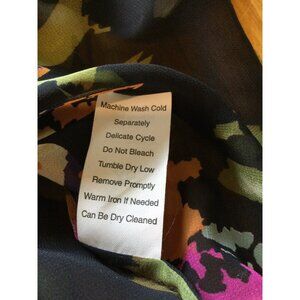 Machine Wash Cold
Separately
Delicate Cycle
Do Not Bleach
Tumble Dry Low
Remove Promptly
Warm Iron If Needed
Can Be Dry Cleaned